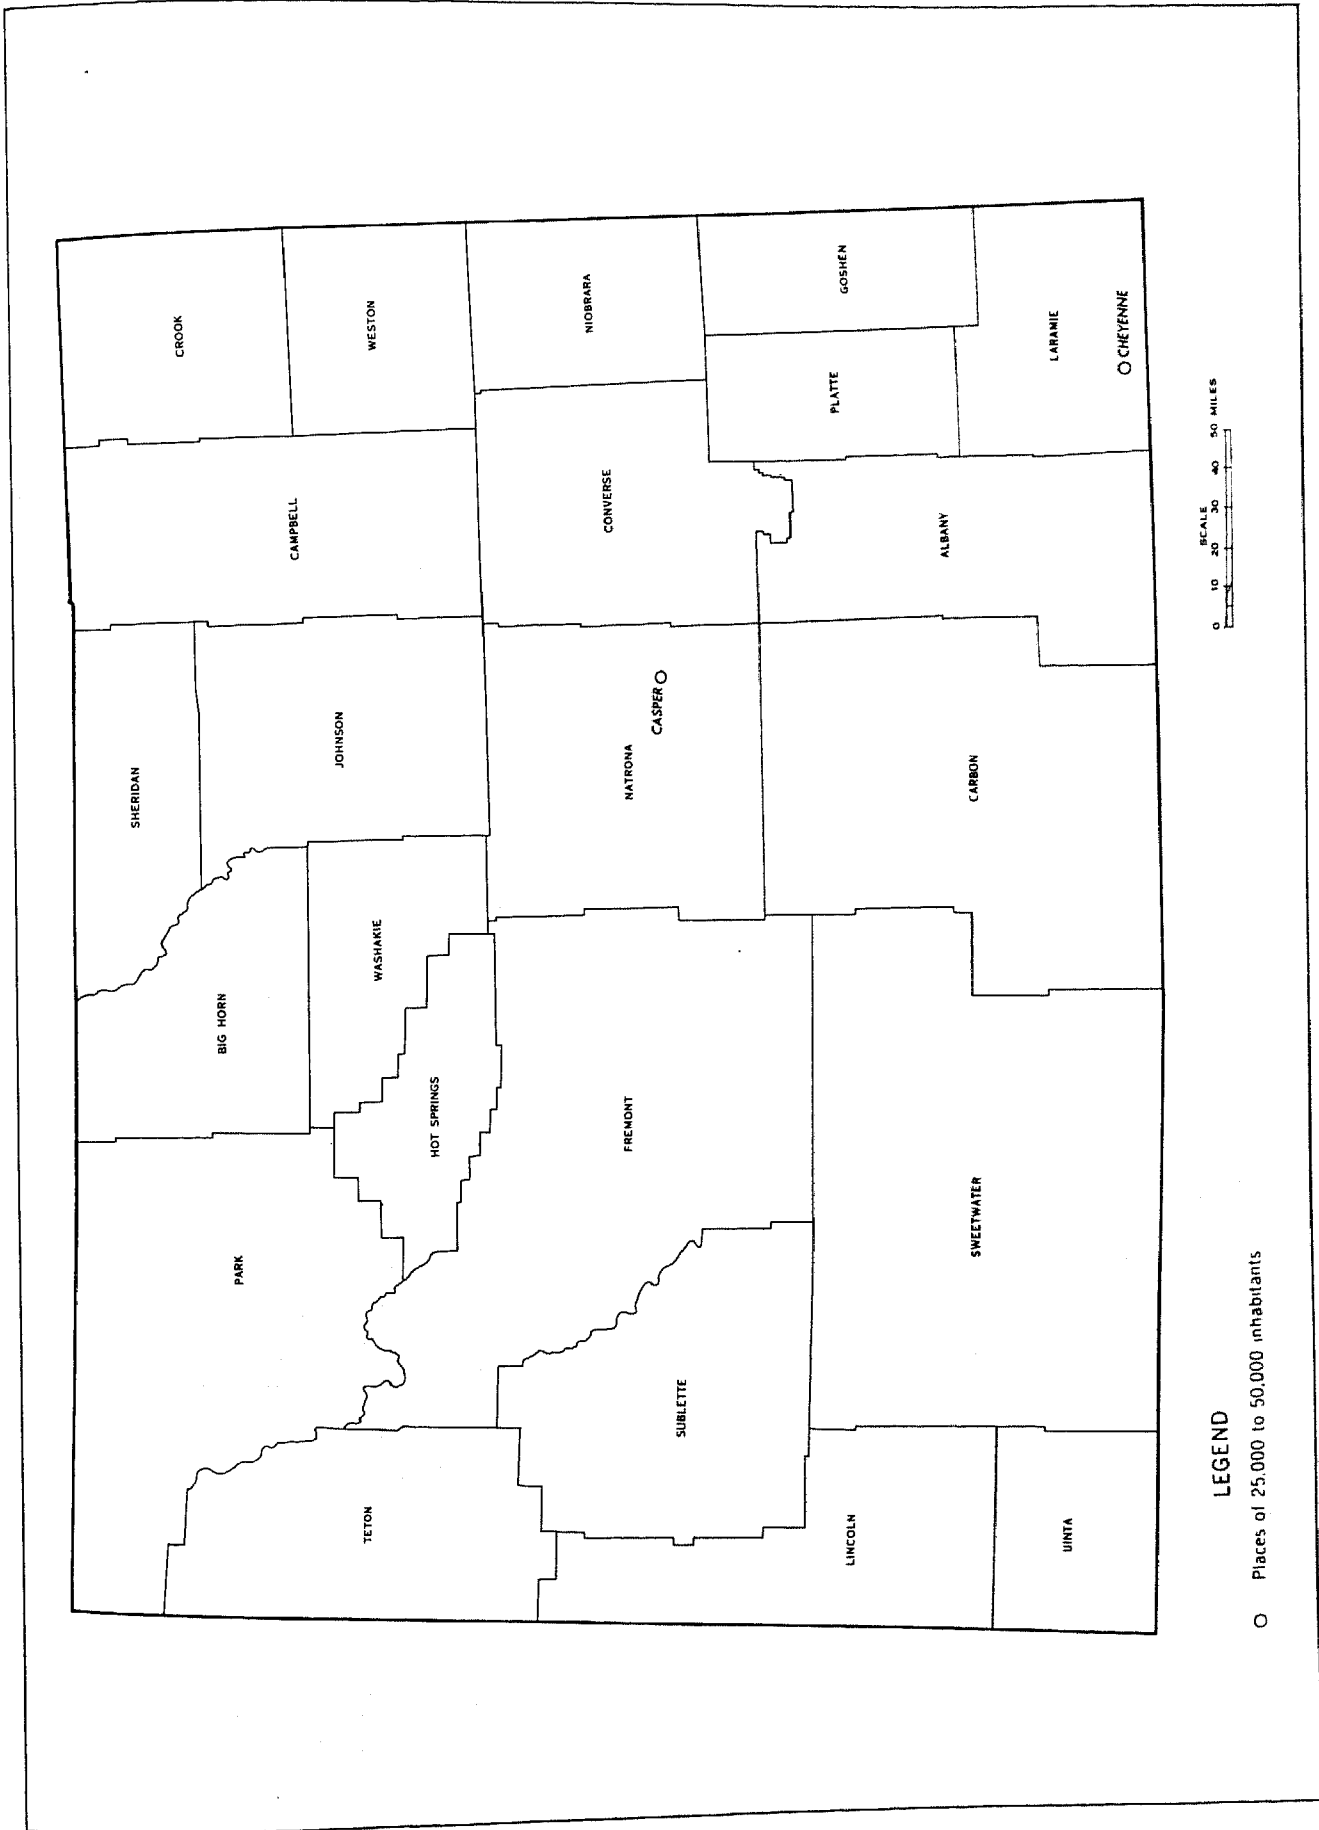 SHERIDAN
CROOK
CAMPBELL
BIG HORN
PARK
JOHNSON
WESTON
WASHAKIE
TETON
HOT SPRINGS
NIOBRARA
CONVERSE
NATRONA
CASPER
FREMONT
SUBLETTE
GOSHEN
PLATTE
LINCOLN
ALBANY
CARBON
SWEETWATER
LARAMIE
UINTA
CHEYENNE
SCALE
0 10 20 30 40 50 MILES
LEGEND
O Places of 25,000 to 50,000 inhabitants